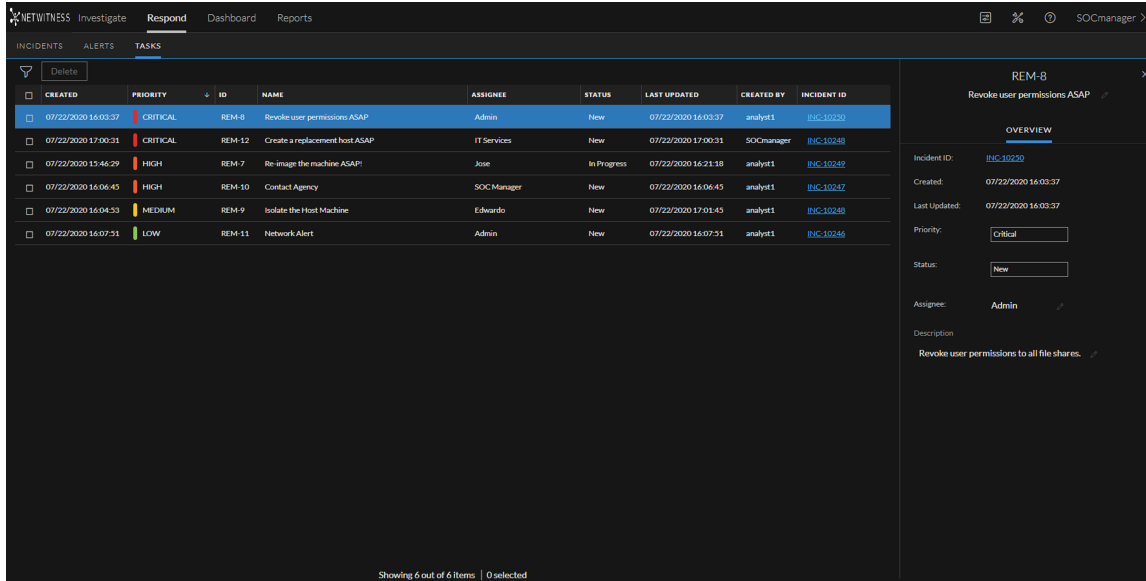 NETWITNESS Investigate Respond Dashboard Reports SOCmanager
INCIDENTS ALERTS TASKS
Delete
CREATED PRIORITY ID NAME ASSIGNEE STATUS LAST UPDATED CREATED BY INCIDENT ID
07/22/2020 16:03:37 CRITICAL REM-8 Revoke user permissions ASAP Admin New 07/22/2020 16:03:37 analyst1 INC-10250
07/22/2020 17:00:31 CRITICAL REM-12 Create a replacement host ASAP IT Services New 07/22/2020 17:00:31 SOCmanager INC-10248
07/22/2020 15:46:29 HIGH REM-7 Re-image the machine ASAP! Jose In Progress 07/22/2020 16:21:18 analyst1 INC-10249
07/22/2020 16:06:45 HIGH REM-10 Contact Agency SOC Manager New 07/22/2020 16:06:45 analyst1 INC-10247
07/22/2020 16:04:53 MEDIUM REM-9 Isolate the Host Machine Edwardo New 07/22/2020 17:01:45 analyst1 INC-10248
07/22/2020 16:07:51 LOW REM-11 Network Alert Admin New 07/22/2020 16:07:51 analyst1 INC-10246
Showing 6 out of 6 items | 0 selected
REM-8
Revoke user permissions ASAP
OVERVIEW
Incident ID: INC-10250
Created: 07/22/2020 16:03:37
Last Updated: 07/22/2020 16:03:37
Priority: Critical
Status: New
Assignee: Admin
Description
Revoke user permissions to all file shares.